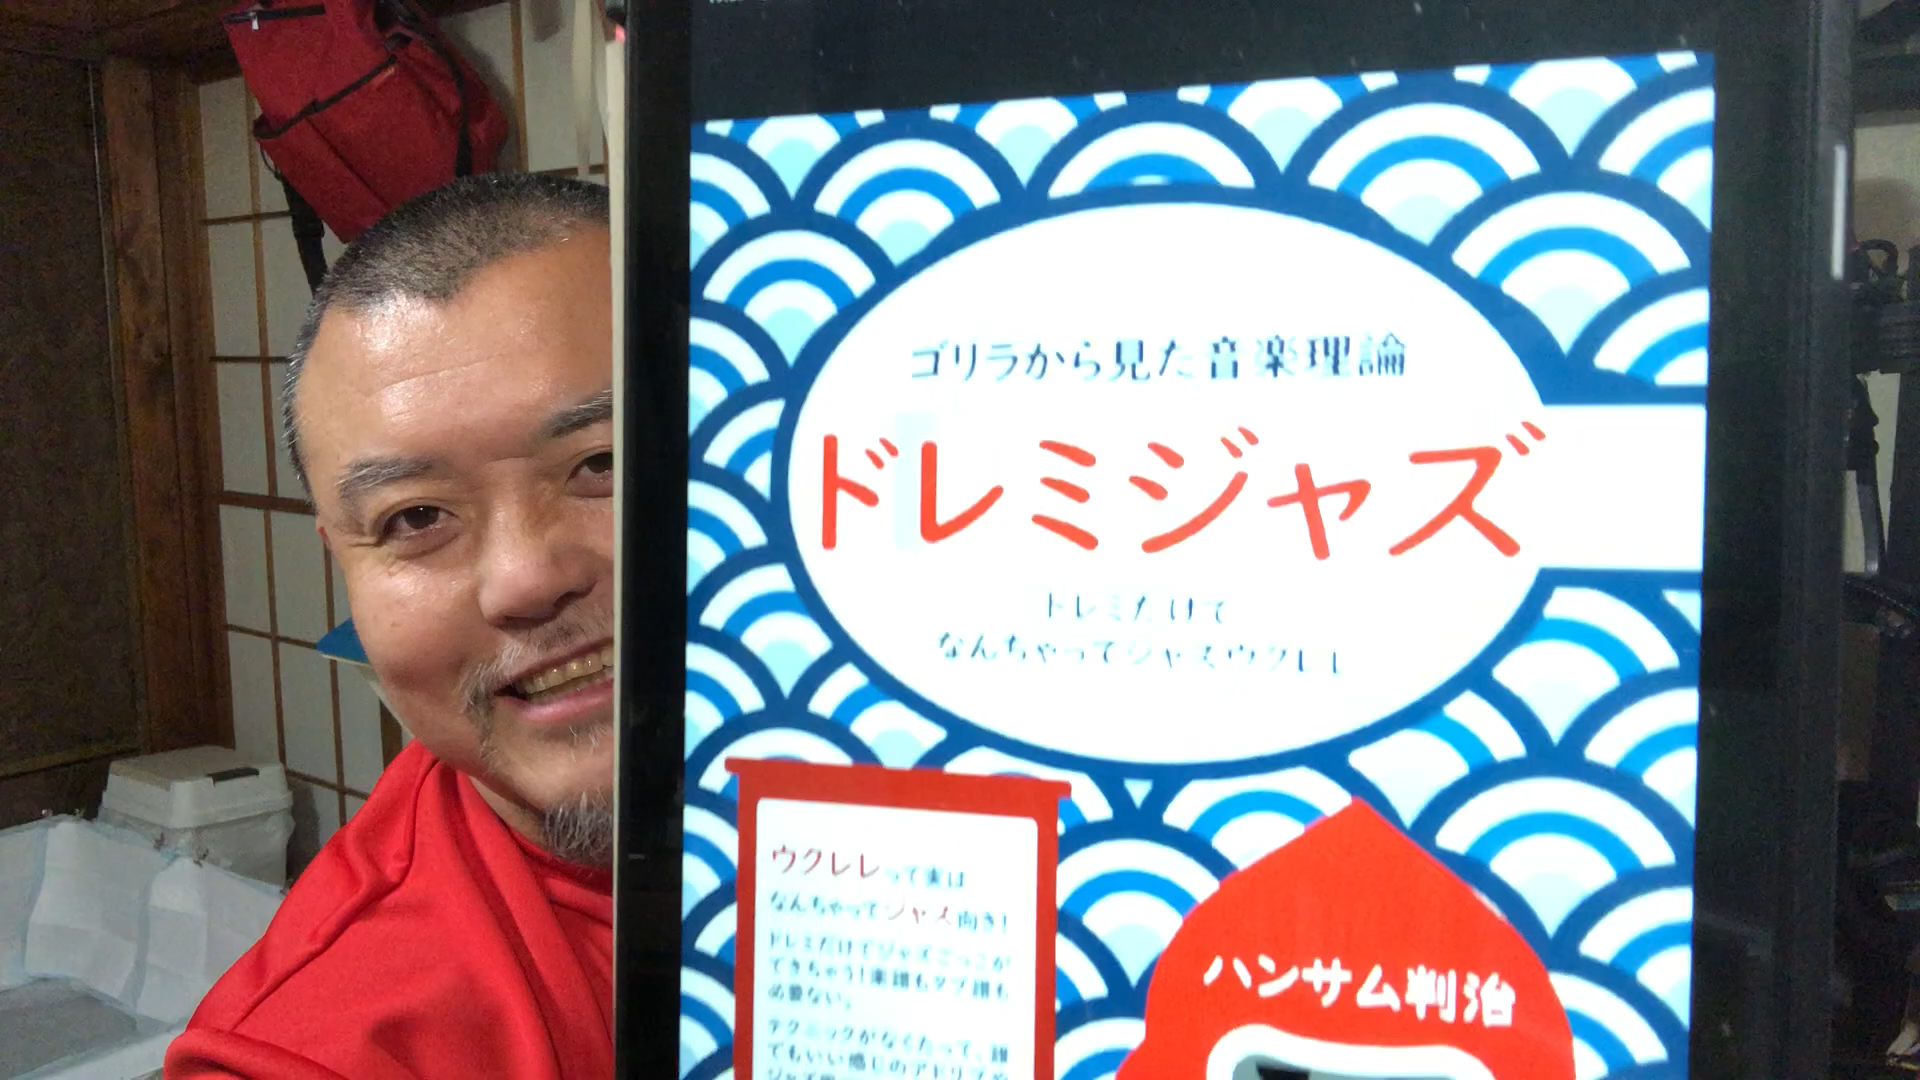 ゴリラから見た音楽理論
ドレミジャズ
ドレミだけで
なんちゃってジャズウクレレ
ウクレレって実は
なんちゃってジャズ向き!
ドレミだけでジャズごっこが
できちゃう!楽譜もタブ譜も
必要ない。
テクニックがなくたって、誰
でもいい感じのアドリブや
ハンサム判治